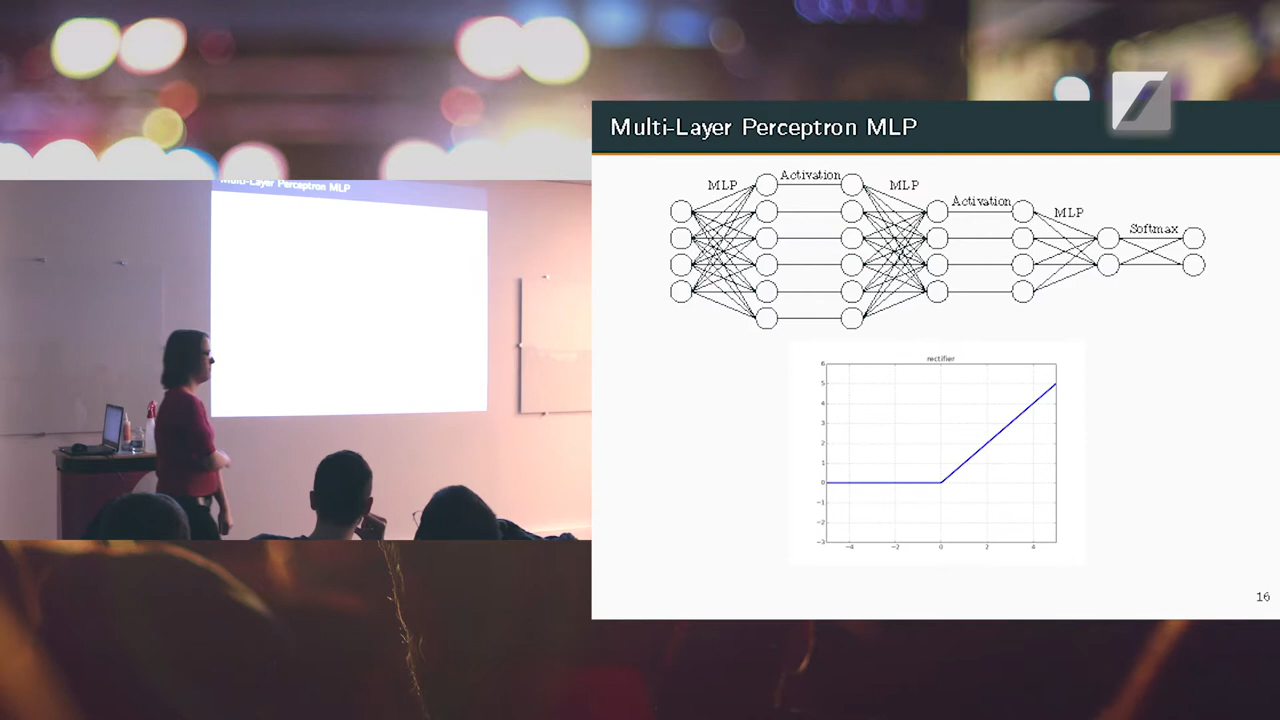 Multi-Layer Perceptron MLP
Multi-Layer Perceptron MLP
MLP Activation MLP Activation MLP Softmax
rectifier
6
5
4
3
2
1
0
−1
−2
−3
−4 −2 0 2 4
16